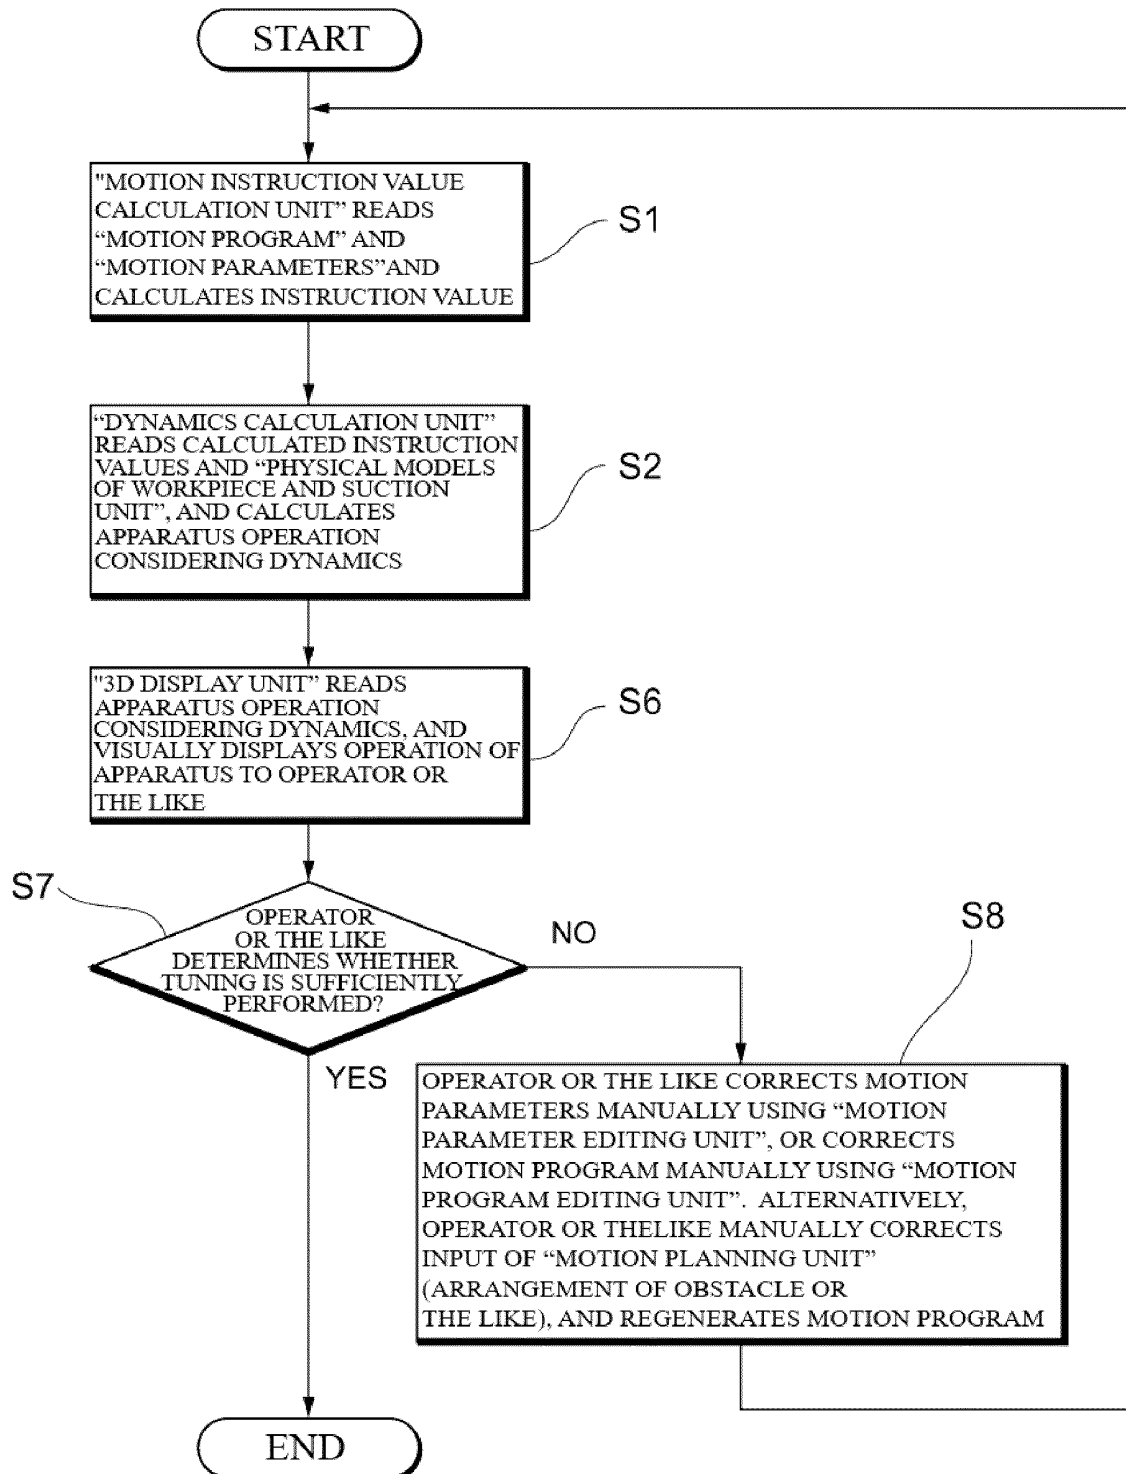 START
"MOTION INSTRUCTION VALUE
CALCULATION UNIT” READS
“MOTION PROGRAM” AND
“MOTION PARAMETERS”AND
CALCULATES INSTRUCTION VALUE
S1
“DYNAMICS CALCULATION UNIT”
READS CALCULATED INSTRUCTION
VALUES AND “PHYSICAL MODELS
OF WORKPIECE AND SUCTION
UNIT”, AND CALCULATES
APPARATUS OPERATION
CONSIDERING DYNAMICS
S2
"3D DISPLAY UNIT” READS
APPARATUS OPERATION
CONSIDERING DYNAMICS, AND
VISUALLY DISPLAYS OPERATION OF
APPARATUS TO OPERATOR OR
THE LIKE
S6
S7
OPERATOR
OR THE LIKE
DETERMINES WHETHER
TUNING IS SUFFICIENTLY
PERFORMED?
NO
YES
S8
OPERATOR OR THE LIKE CORRECTS MOTION
PARAMETERS MANUALLY USING “MOTION
PARAMETER EDITING UNIT”, OR CORRECTS
MOTION PROGRAM MANUALLY USING “MOTION
PROGRAM EDITING UNIT”. ALTERNATIVELY,
OPERATOR OR THELIKE MANUALLY CORRECTS
INPUT OF “MOTION PLANNING UNIT”
(ARRANGEMENT OF OBSTACLE OR
THE LIKE), AND REGENERATES MOTION PROGRAM
END